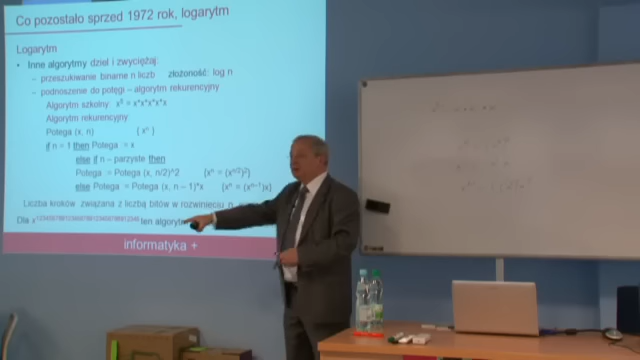 Co pozostało sprzed 1972 rok, logarytm
Logarytm
• Inne algorytmy dziel i zwyciężaj:
– przeszukiwanie binarne n liczb złożoność: log n
– podnoszenie do potęgi – algorytm rekurencyjny
Algorytm szkolny: x⁵ = x*x*x*x*x
Algorytm rekurencyjny
Potega (x, n) {xⁿ}
if n = 1 then Potega := x
else if n – parzyste then
Potega := Potega (x, n/2)^2 {xⁿ = (xⁿ/²)²}
else Potega := Potega (x, n – 1)*x {xⁿ = (xⁿ⁻¹)x}
Liczba kroków związana z liczbą bitów w rozwinięciu n
Dla ten
informatyka +